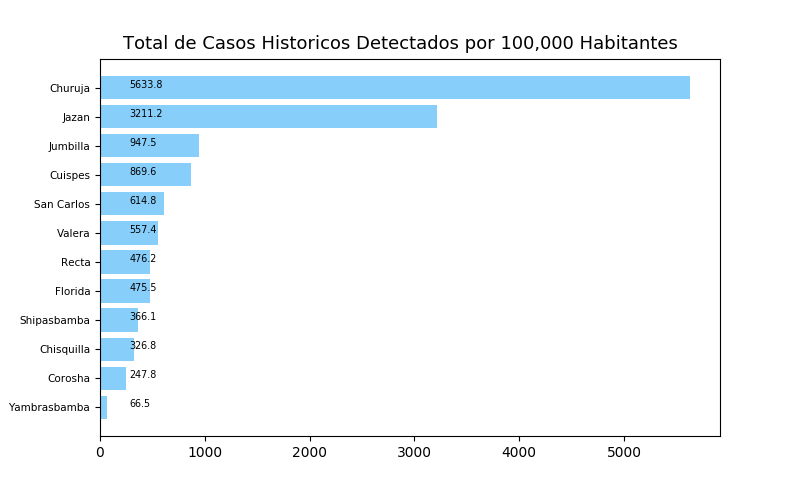 Total de Casos Historicos Detectados por 100,000 Habitantes
Churuja 5633.8
Jazan 3211.2
Jumbilla 947.5
Cuispes 869.6
San Carlos 614.8
Valera 557.4
Recta 476.2
Florida 475.5
Shipasbamba 366.1
Chisquilla 326.8
Corosha 247.8
Yambrasbamba 66.5
0 1000 2000 3000 4000 5000